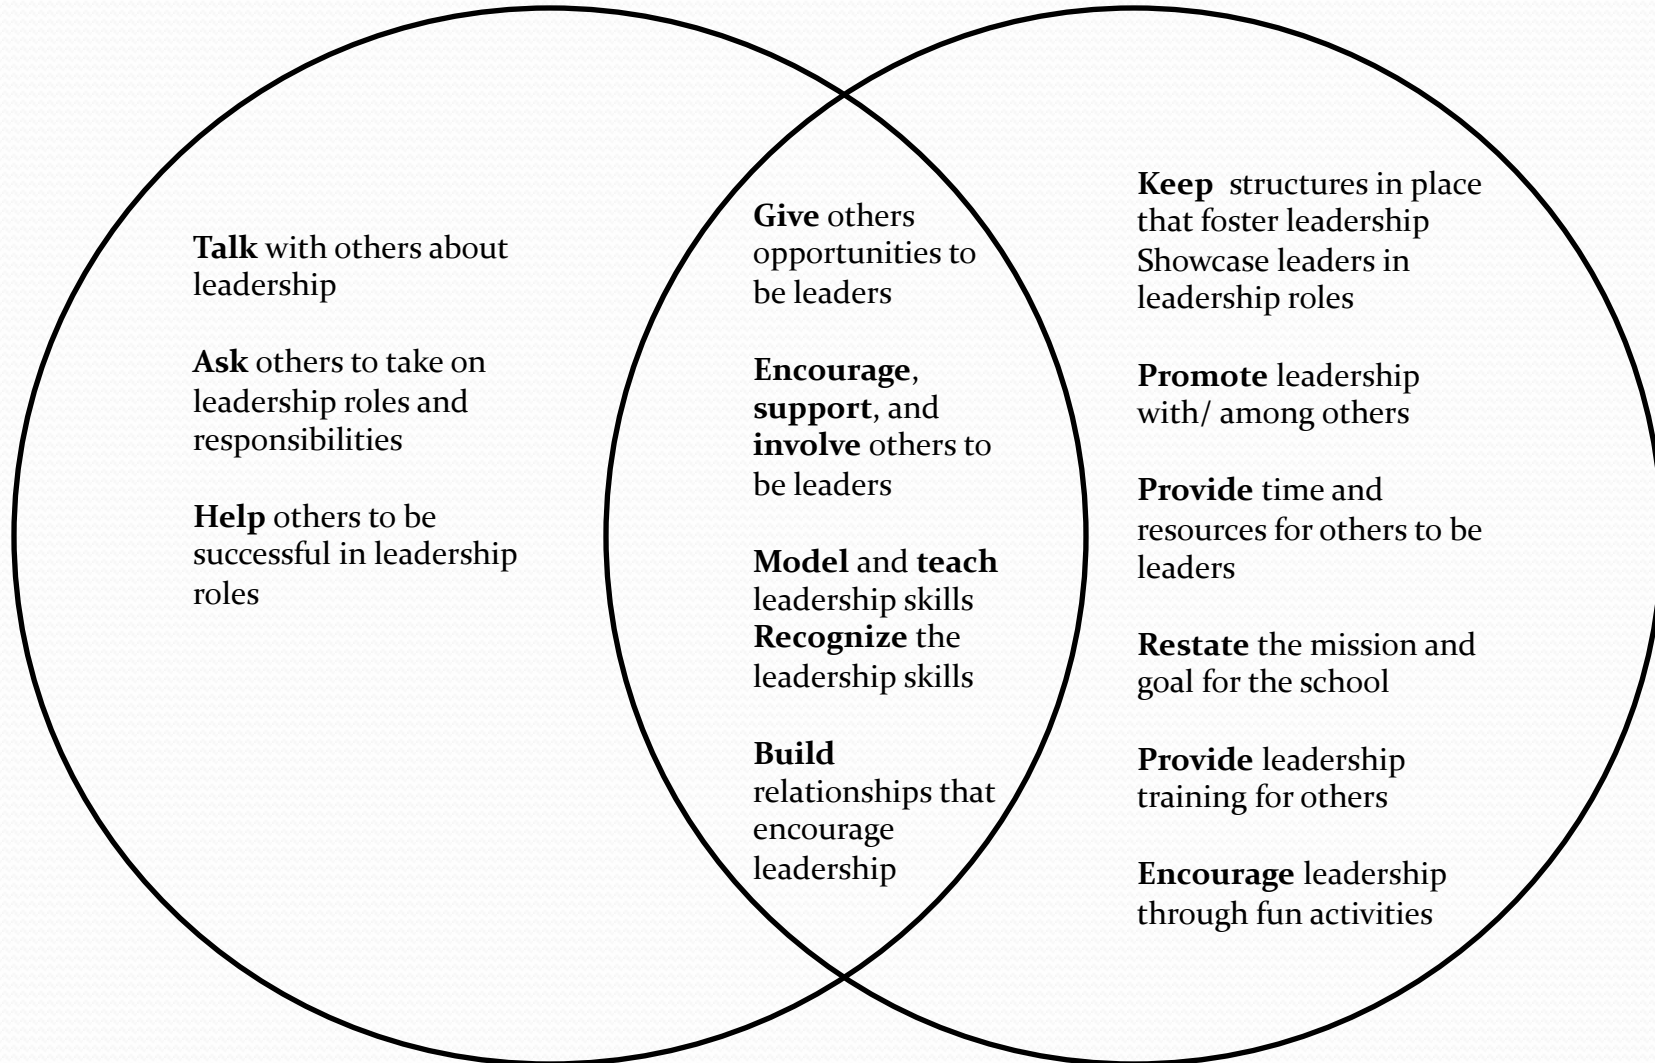 Talk with others about
leadership
Ask others to take on
leadership roles and
responsibilities
Help others to be
successful in leadership
roles
Give others
opportunities to
be leaders
Encourage,
support, and
involve others to
be leaders
Model and teach
leadership skills
Recognize the
leadership skills
Build
relationships that
encourage
leadership
Keep  structures in place
that foster leadership
Showcase leaders in
leadership roles
Promote leadership
with/ among others
Provide time and
resources for others to be
leaders
Restate the mission and
goal for the school
Provide leadership
training for others
Encourage leadership
through fun activities